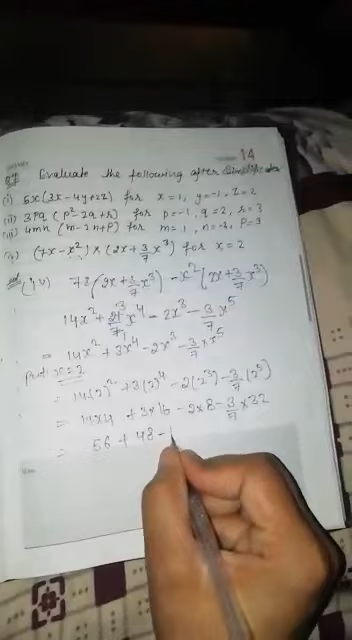 14
Q7 Evaluate the following after Simplificatio
(i) 5x(3x-4y+2z) for x=1, y=-1, z=2
(ii) 3pq (p²-2q+r) for p=-1, q=2, r=3
(iii) 4mn (m-2n+p) for m=1, n=-2, p=3
(iv) (7x-x²) × (2x+3/7 x³) for x=2
(iv) 7x(2x+3/7 x³) - x²(2x+3/7 x³)
14x² + 21/7 x⁴ - 2x³ - 3/7 x⁵
= 14x² + 3x⁴ - 2x³ - 3/7 × x⁵
put x=2
= 14(2)² + 3(2)⁴ - 2(2³) - 3/7 (2⁵)
= 14×4 + 3×16 - 2×8 - 3/7 × 32
= 56 + 48 -